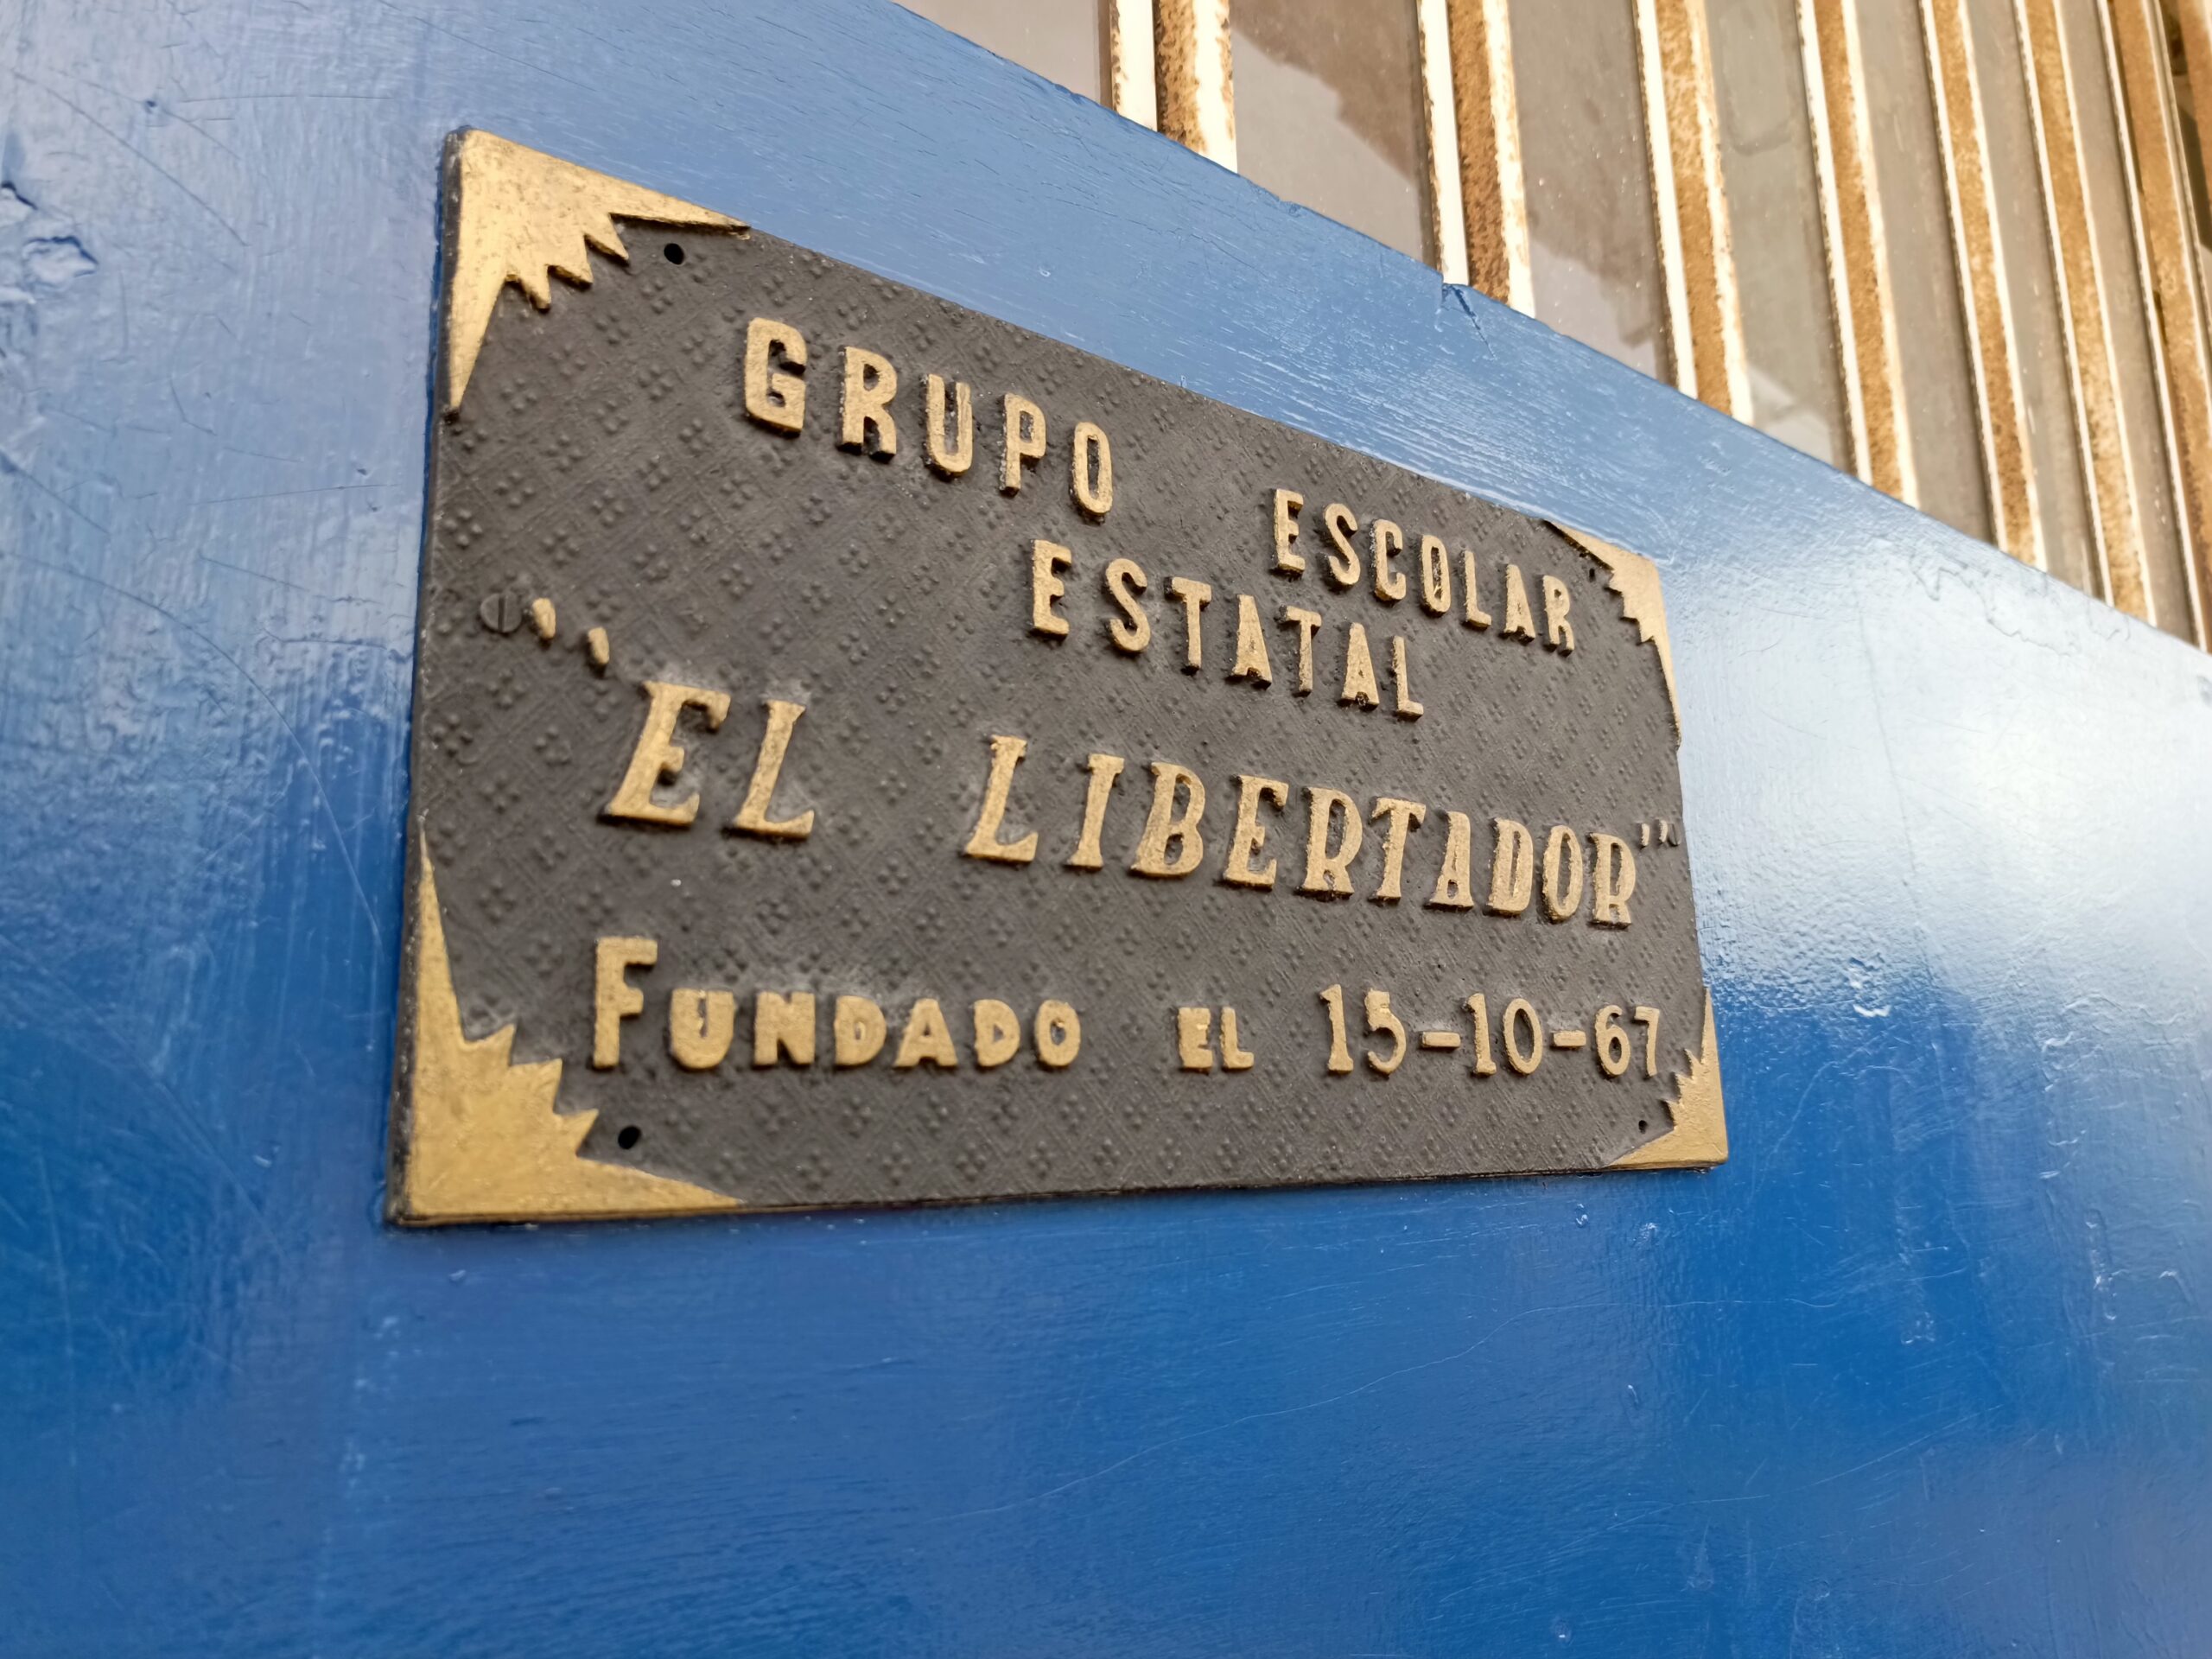 GRUPO ESCOLAR
ESTATAL
"EL LIBERTADOR"
FUNDADO EL 15-10-67